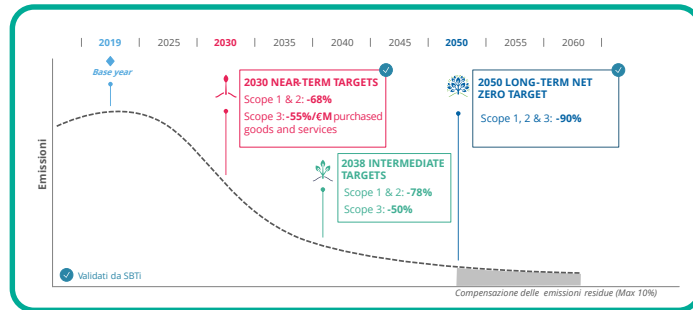 2019 2025 2030 2035 2040 2045 2050 2055 2060
Base year
2030 NEAR-TERM TARGETS
Scope 1 & 2: -68%
Scope 3: -55%/€M purchased
goods and services
2050 LONG-TERM NET
ZERO TARGET
Scope 1, 2 & 3: -90%
2038 INTERMEDIATE
TARGETS
Scope 1 & 2: -78%
Scope 3: -50%
Emissioni
Validati da SBTi
Compensazione delle emissioni residue (Max 10%)